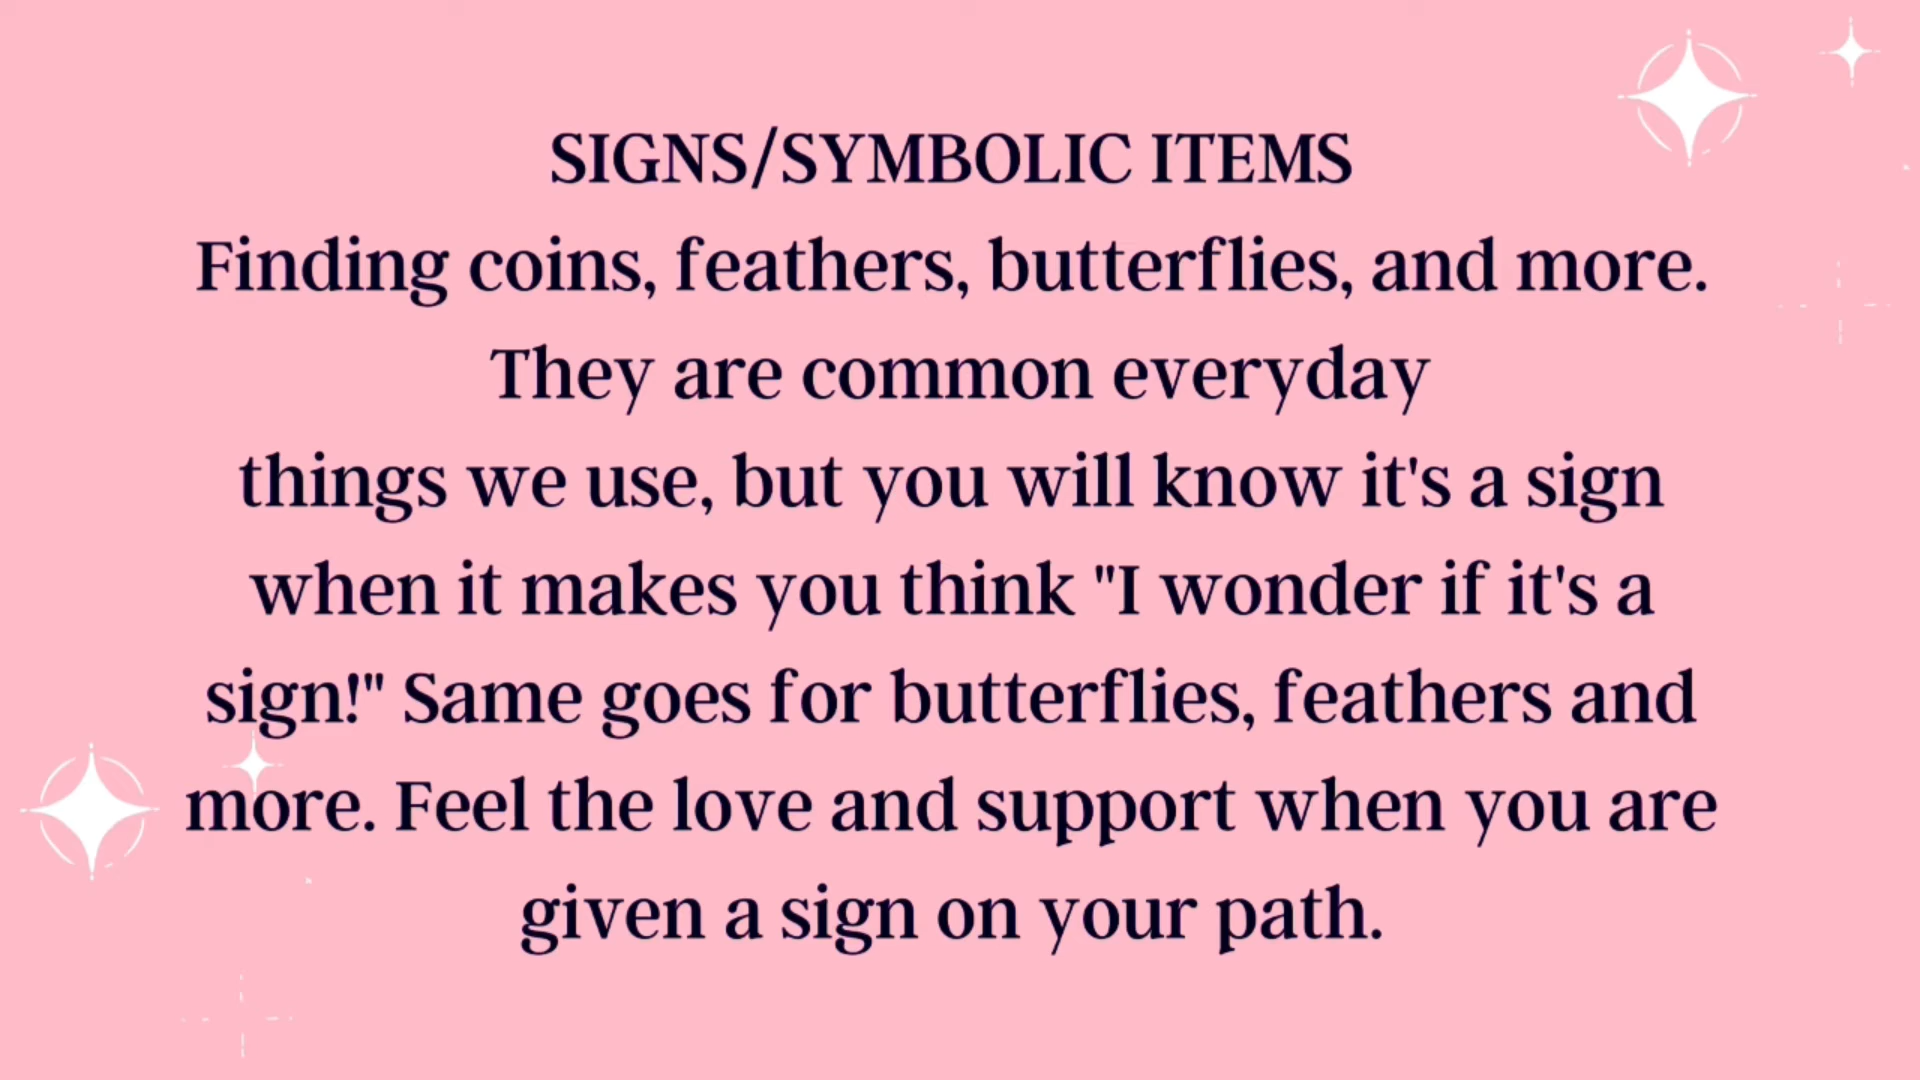 SIGNS/SYMBOLIC ITEMS
Finding coins, feathers, butterflies, and more.
They are common everyday
things we use, but you will know it's a sign
when it makes you think "I wonder if it's a
sign!" Same goes for butterflies, feathers and
more. Feel the love and support when you are
given a sign on your path.